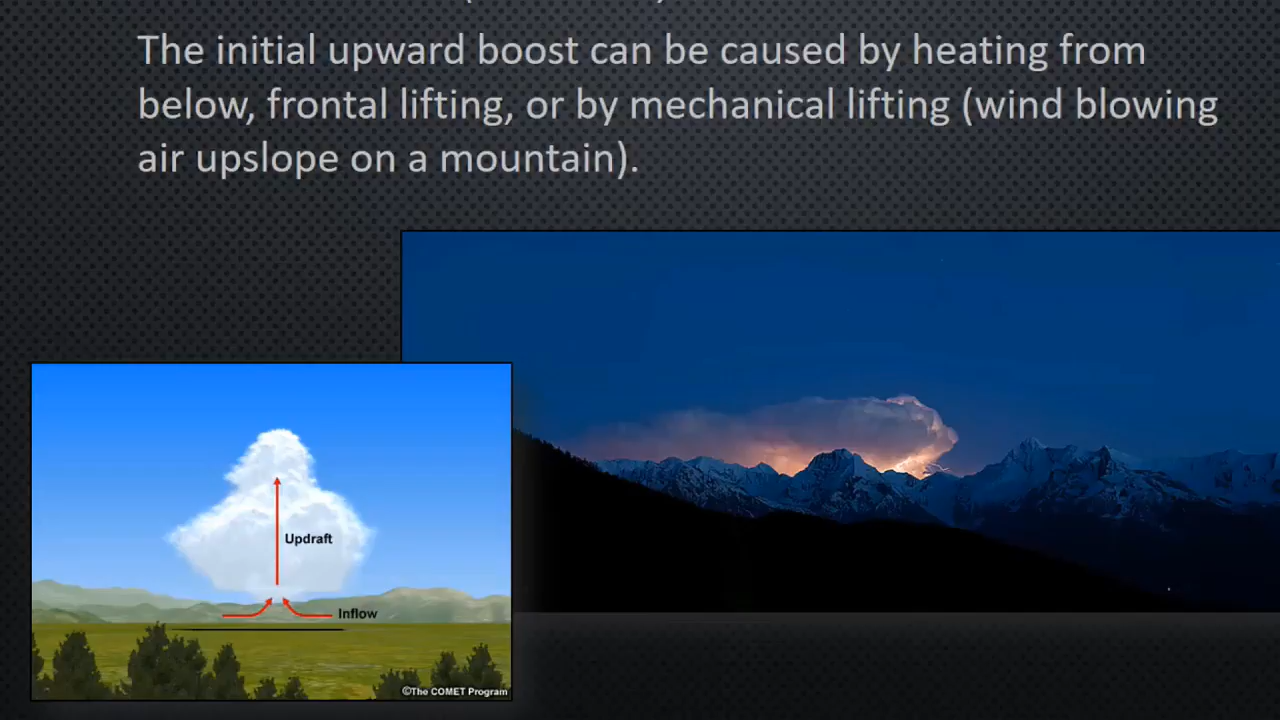 The initial upward boost can be caused by heating from
below, frontal lifting, or by mechanical lifting (wind blowing
air upslope on a mountain).
Updraft
Inflow
©The COMET Program